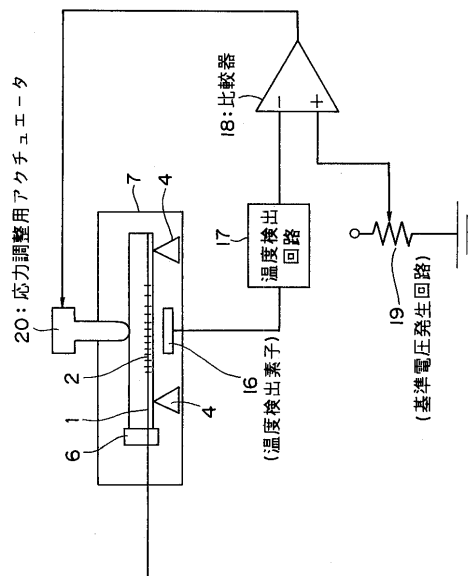 20：応力調整用アクチュエータ
7
4
6
1
2
4
16
(温度検出素子)
17
温度検出
回路
18：比較器
−
+
19
(基準電圧発生回路)